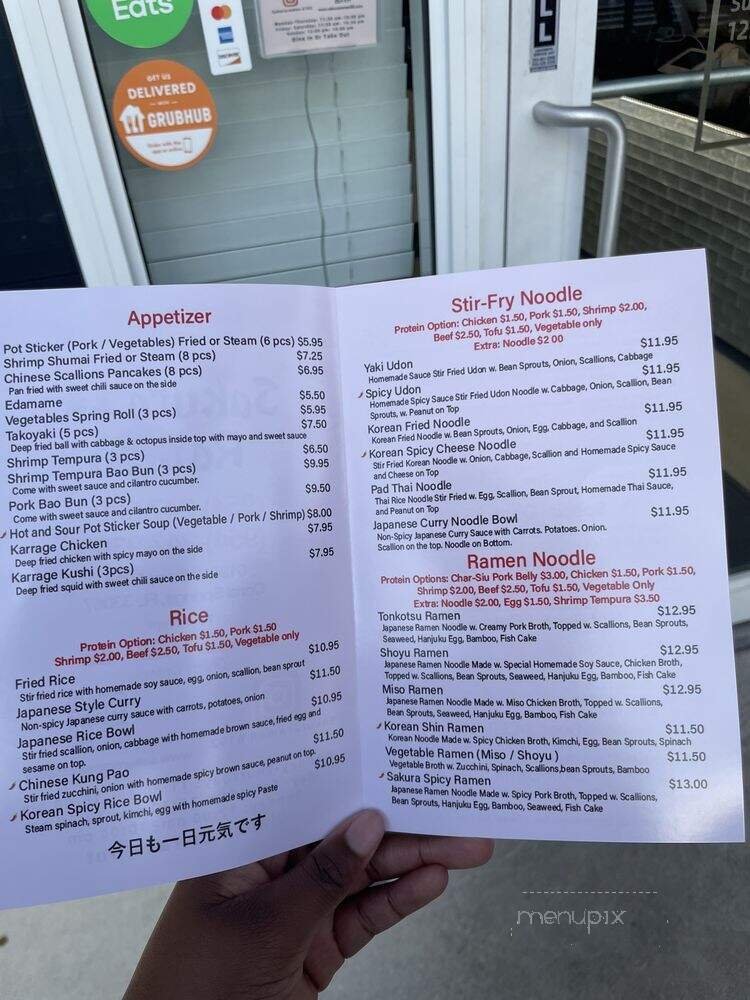 Eats
GET US
DELIVERED
WITH
GRUBHUB
DISCOVER
Dine In Or Take Out
Appetizer
Pot Sticker (Pork / Vegetables) Fried or Steam (6 pcs) $5.95
Shrimp Shumai Fried or Steam (8 pcs) $7.25
Chinese Scallions Pancakes (8 pcs) $6.95
Pan fried with sweet chili sauce on the side
Edamame $5.50
Vegetables Spring Roll (3 pcs) $5.95
Takoyaki (5 pcs) $7.50
Deep fried ball with cabbage & octopus inside top with mayo and sweet sauce
Shrimp Tempura (3 pcs) $6.50
Shrimp Tempura Bao Bun (3 pcs) $9.95
Come with sweet sauce and cilantro cucumber.
Pork Bao Bun (3 pcs) $9.50
Come with sweet sauce and cilantro cucumber.
Hot and Sour Pot Sticker Soup (Vegetable / Pork / Shrimp) $8.00
Karrage Chicken $7.95
Deep fried chicken with spicy mayo on the side
Karrage Kushi (3pcs) $7.95
Deep fried squid with sweet chili sauce on the side
Rice
Protein Option: Chicken $1.50, Pork $1.50
Shrimp $2.00, Beef $2.50, Tofu $1.50, Vegetable only
Fried Rice $10.95
Stir fried rice with homemade soy sauce, egg, onion, scallion, bean sprout
Japanese Style Curry $11.50
Non-spicy Japanese curry sauce with carrots, potatoes, onion
Japanese Rice Bowl $10.95
Stir fried scallion, onion, cabbage with homemade brown sauce, fried egg and
sesame on top.
Chinese Kung Pao $11.50
Stir fried zucchini, onion with homemade spicy brown sauce, peanut on top.
Korean Spicy Rice Bowl $10.95
Steam spinach, sprout, kimchi, egg with homemade spicy Paste
今日も一日元気です
Stir-Fry Noodle
Protein Option: Chicken $1.50, Pork $1.50, Shrimp $2.00,
Beef $2.50, Tofu $1.50, Vegetable only
Extra: Noodle $2 00
Yaki Udon $11.95
Homemade Sauce Stir Fried Udon w. Bean Sprouts, Onion, Scallions, Cabbage
Spicy Udon $11.95
Homemade Spicy Sauce Stir Fried Udon Noodle w. Cabbage, Onion, Scallion, Bean
Sprouts, w. Peanut on Top
Korean Fried Noodle $11.95
Korean Fried Noodle w. Bean Sprouts, Onion, Egg, Cabbage, and Scallion
Korean Spicy Cheese Noodle $11.95
Stir Fried Korean Noodle w. Onion, Cabbage, Scallion and Homemade Spicy Sauce
and Cheese on Top
Pad Thai Noodle $11.95
Thai Rice Noodle Stir Fried w. Egg, Scallion, Bean Sprout, Homemade Thai Sauce,
and Peanut on Top
Japanese Curry Noodle Bowl $11.95
Non-Spicy Japanese Curry Sauce with Carrots. Potatoes. Onion.
Scallion on the top. Noodle on Bottom.
Ramen Noodle
Protein Options: Char-Siu Pork Belly $3.00, Chicken $1.50, Pork $1.50,
Shrimp $2.00, Beef $2.50, Tofu $1.50, Vegetable Only
Extra: Noodle $2.00, Egg $1.50, Shrimp Tempura $3.50
Tonkotsu Ramen $12.95
Japanese Ramen Noodle w. Creamy Pork Broth, Topped w. Scallions, Bean Sprouts,
Seaweed, Hanjuku Egg, Bamboo, Fish Cake
Shoyu Ramen $12.95
Japanese Ramen Noodle Made w. Special Homemade Soy Sauce, Chicken Broth,
Topped w. Scallions, Bean Sprouts, Seaweed, Hanjuku Egg, Bamboo, Fish Cake
Miso Ramen $12.95
Japanese Ramen Noodle Made w. Miso Chicken Broth, Topped w. Scallions,
Bean Sprouts, Seaweed, Hanjuku Egg, Bamboo, Fish Cake
Korean Shin Ramen $11.50
Korean Noodle Made w. Spicy Chicken Broth, Kimchi, Egg, Bean Sprouts, Spinach
Vegetable Ramen (Miso / Shoyu ) $11.50
Vegetable Broth w. Zucchini, Spinach, Scallions,bean Sprouts, Bamboo
Sakura Spicy Ramen $13.00
Japanese Ramen Noodle Made w. Spicy Pork Broth, Topped w. Scallions,
Bean Sprouts, Hanjuku Egg, Bamboo, Seaweed, Fish Cake
menupix